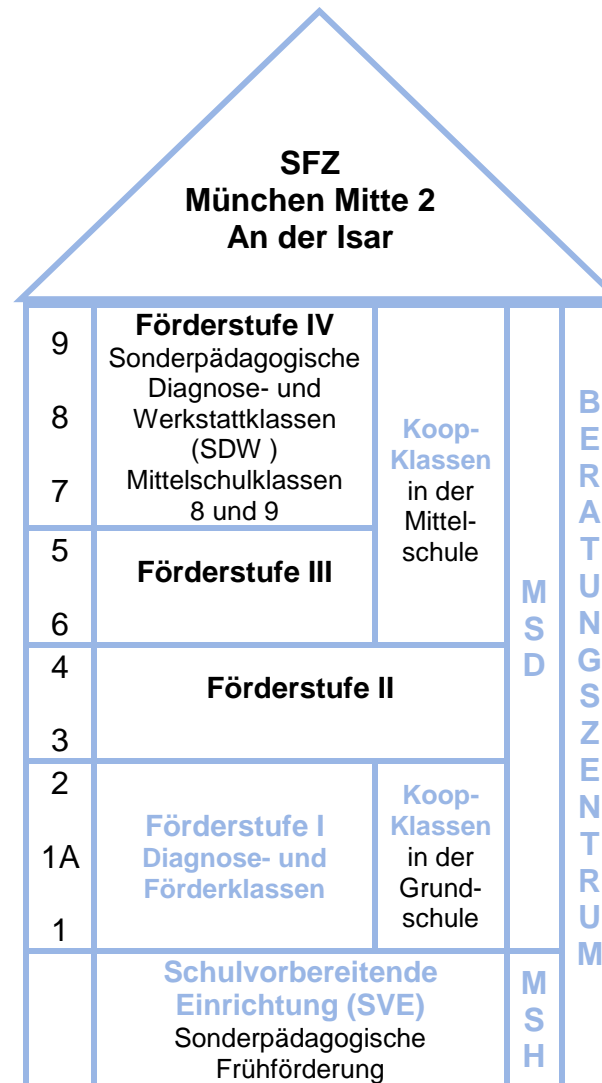 SFZ
München Mitte 2
An der Isar
9
8
7
Förderstufe IV
Sonderpädagogische
Diagnose- und
Werkstattklassen
(SDW )
Mittelschulklassen
8 und 9
Koop-
Klassen
in der
Mittel-
schule
5
6
Förderstufe III
4
3
Förderstufe II
2
1A
1
Förderstufe I
Diagnose- und
Förderklassen
Koop-
Klassen
in der
Grund-
schule
M
S
D
Schulvorbereitende
Einrichtung (SVE)
Sonderpädagogische
Frühförderung
M
S
H
B
E
R
A
T
U
N
G
S
Z
E
N
T
R
U
M